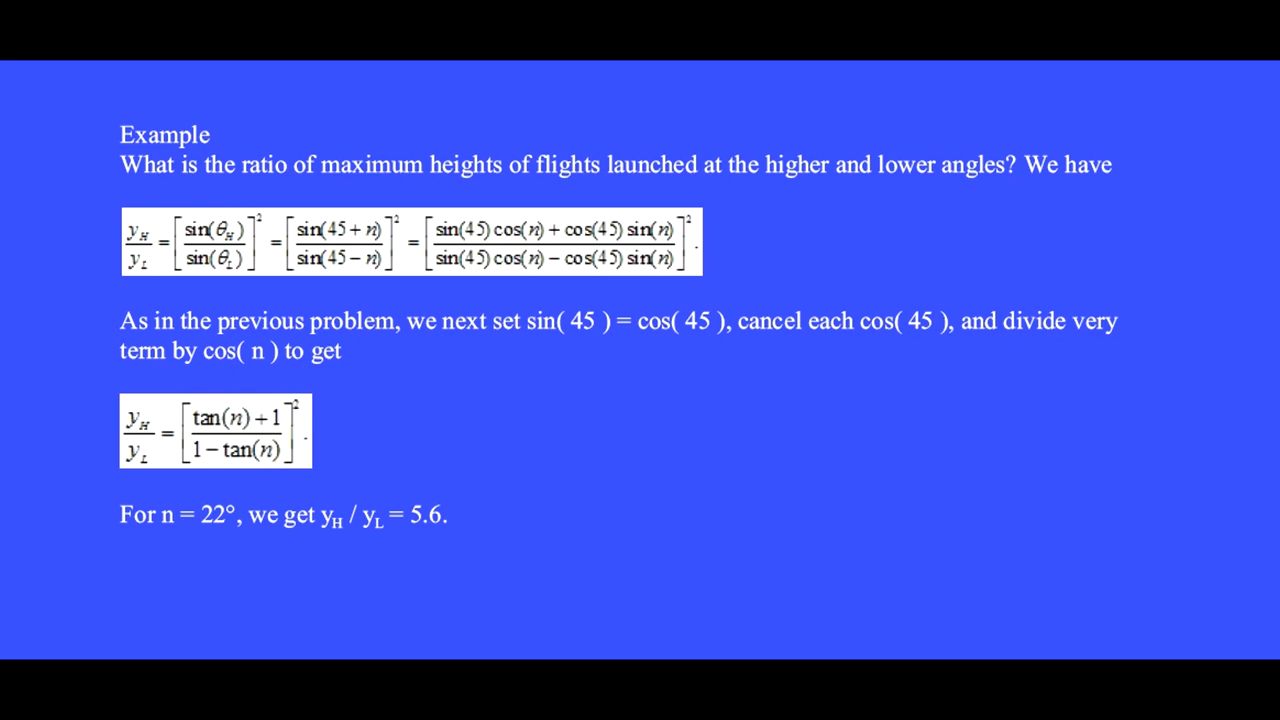 Example
What is the ratio of maximum heights of flights launched at the higher and lower angles? We have
y_H / y_L = [ sin(θ_H) / sin(θ_L) ]^2 = [ sin(45 + n) / sin(45 − n) ]^2 = [ (sin(45) cos(n) + cos(45) sin(n)) / (sin(45) cos(n) − cos(45) sin(n)) ]^2 .
As in the previous problem, we next set sin( 45 ) = cos( 45 ), cancel each cos( 45 ), and divide very
term by cos( n ) to get
y_H / y_L = [ (tan(n) + 1) / (1 − tan(n)) ]^2 .
For n = 22°, we get y_H / y_L = 5.6.